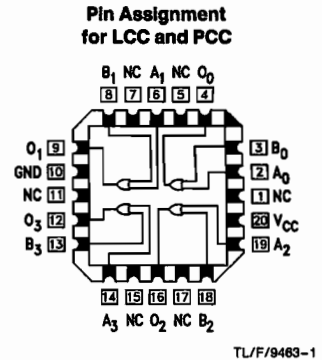 Pin Assignment
for LCC and PCC
B1 NC A1 NC O0
8 7 6 5 4
O1 9
3 B0
GND 10
2 A0
NC 11
1 NC
O3 12
20 VCC
B3 13
19 A2
14 15 16 17 18
A3 NC O2 NC B2
TL/F/9463-1